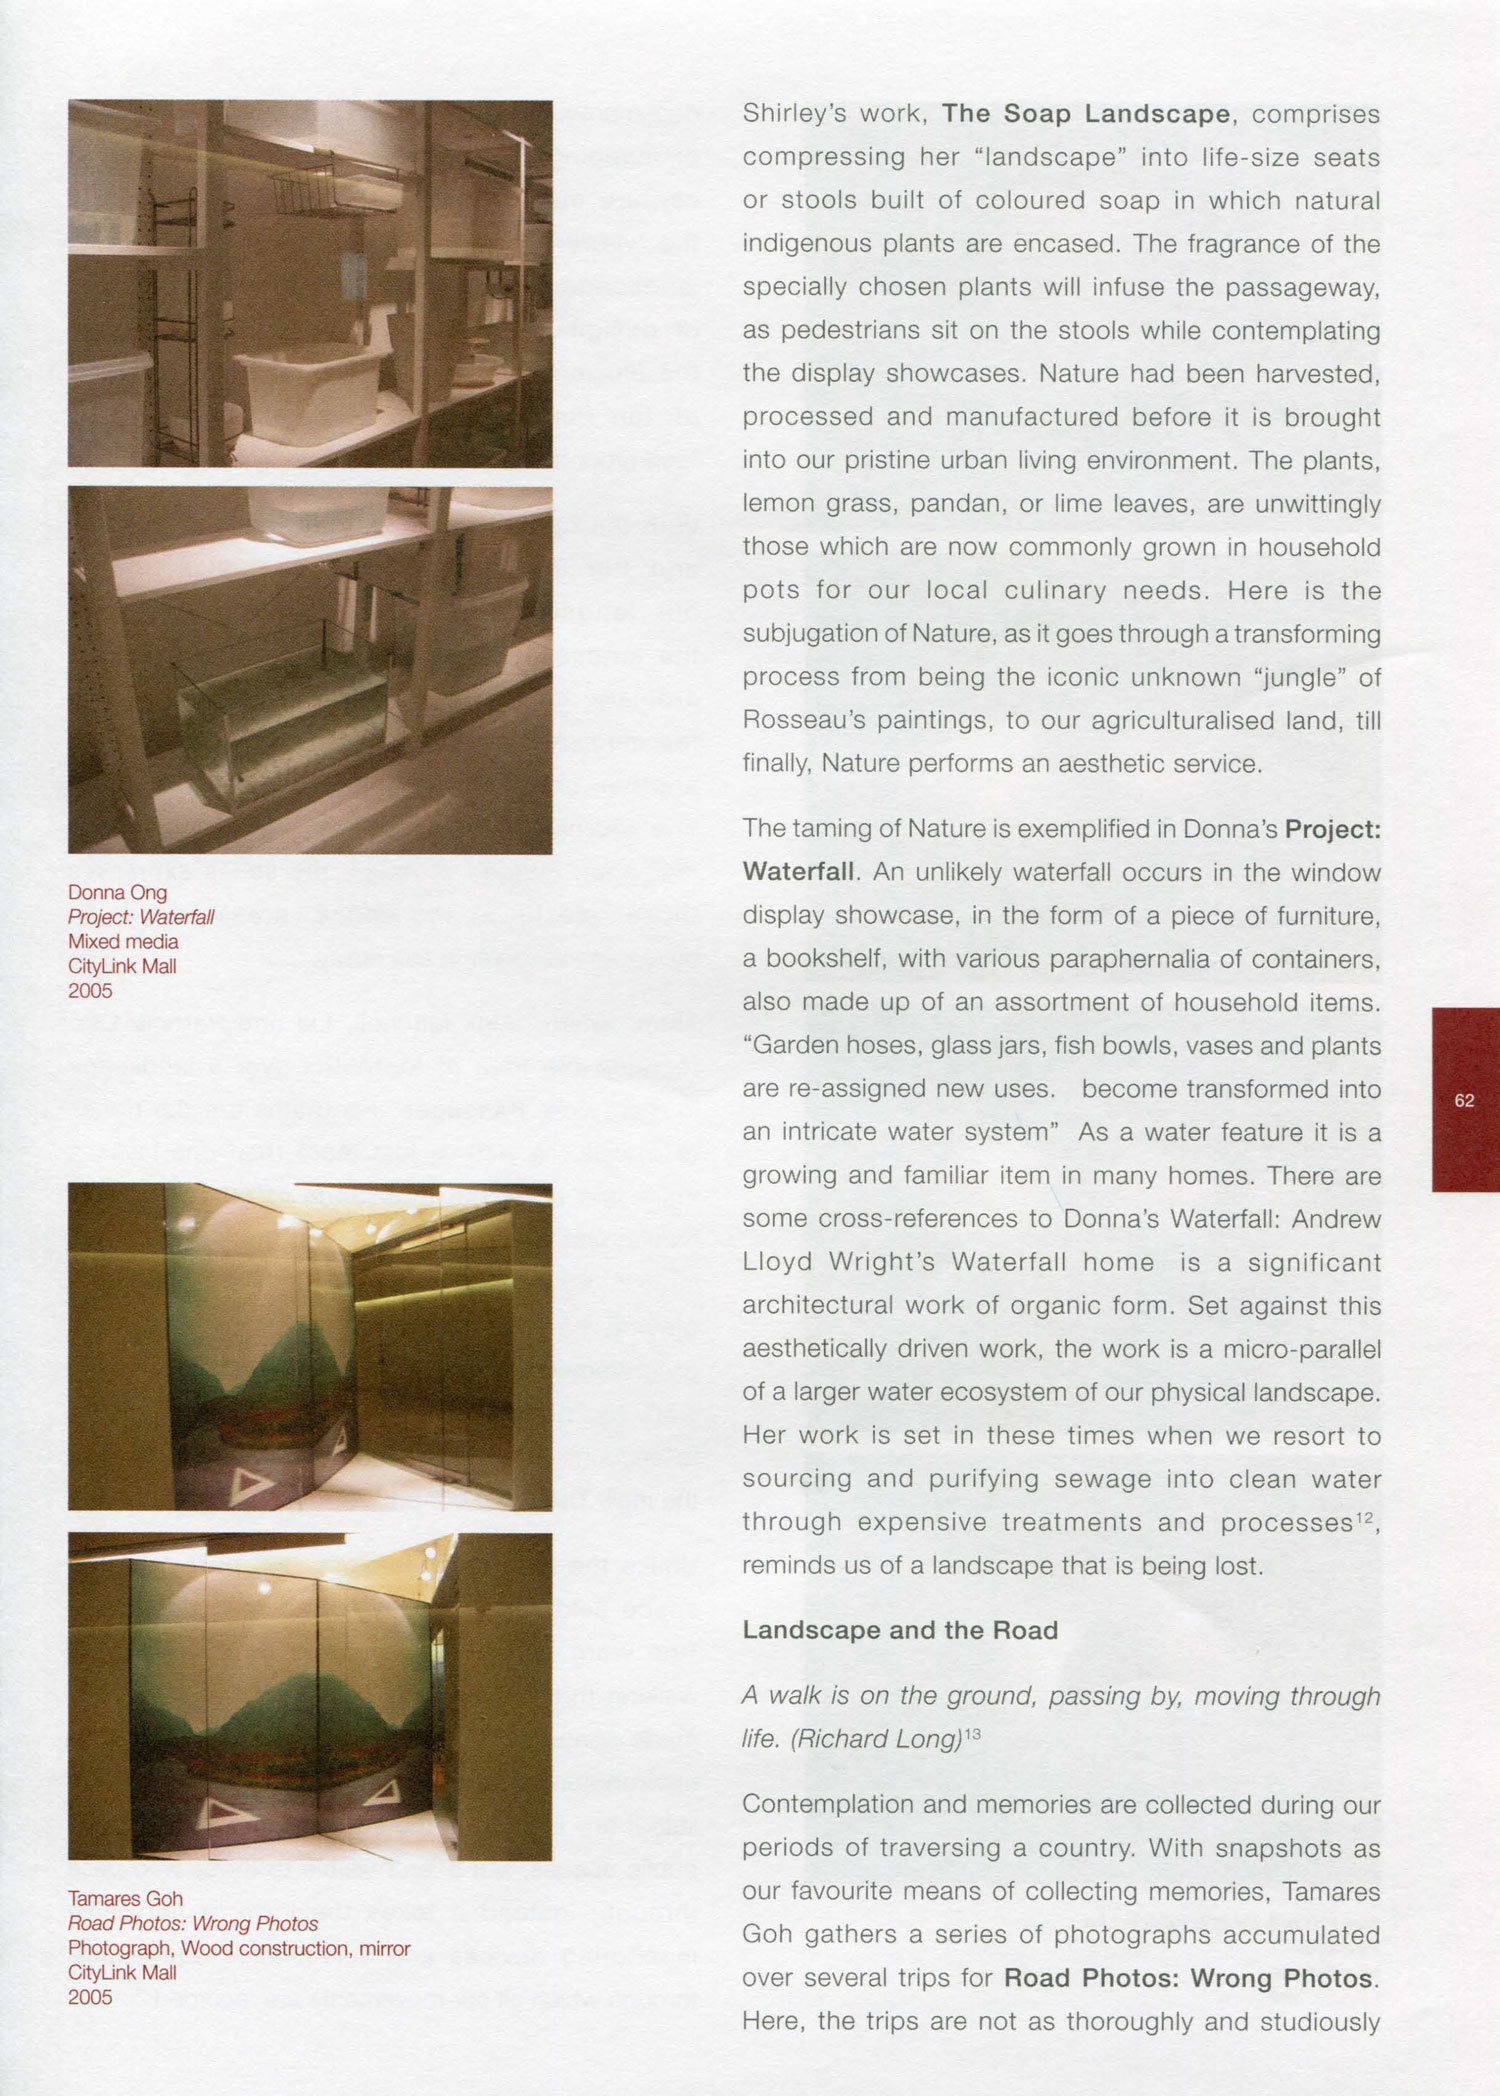 Donna Ong
Project: Waterfall
Mixed media
CityLink Mall
2005
Tamares Goh
Road Photos: Wrong Photos
Photograph, Wood construction, mirror
CityLink Mall
2005
Shirley's work, The Soap Landscape, comprises
compressing her “landscape” into life-size seats
or stools built of coloured soap in which natural
indigenous plants are encased. The fragrance of the
specially chosen plants will infuse the passageway,
as pedestrians sit on the stools while contemplating
the display showcases. Nature had been harvested,
processed and manufactured before it is brought
into our pristine urban living environment. The plants,
lemon grass, pandan, or lime leaves, are unwittingly
those which are now commonly grown in household
pots for our local culinary needs. Here is the
subjugation of Nature, as it goes through a transforming
process from being the iconic unknown “jungle” of
Rosseau's paintings, to our agriculturalised land, till
finally, Nature performs an aesthetic service.
The taming of Nature is exemplified in Donna's Project:
Waterfall. An unlikely waterfall occurs in the window
display showcase, in the form of a piece of furniture,
a bookshelf, with various paraphernalia of containers,
also made up of an assortment of household items.
“Garden hoses, glass jars, fish bowls, vases and plants
are re-assigned new uses. become transformed into
an intricate water system” As a water feature it is a
growing and familiar item in many homes. There are
some cross-references to Donna's Waterfall: Andrew
Lloyd Wright's Waterfall home is a significant
architectural work of organic form. Set against this
aesthetically driven work, the work is a micro-parallel
of a larger water ecosystem of our physical landscape.
Her work is set in these times when we resort to
sourcing and purifying sewage into clean water
through expensive treatments and processes¹²,
reminds us of a landscape that is being lost.
Landscape and the Road
A walk is on the ground, passing by, moving through
life. (Richard Long)¹³
Contemplation and memories are collected during our
periods of traversing a country. With snapshots as
our favourite means of collecting memories, Tamares
Goh gathers a series of photographs accumulated
over several trips for Road Photos: Wrong Photos.
Here, the trips are not as thoroughly and studiously
62